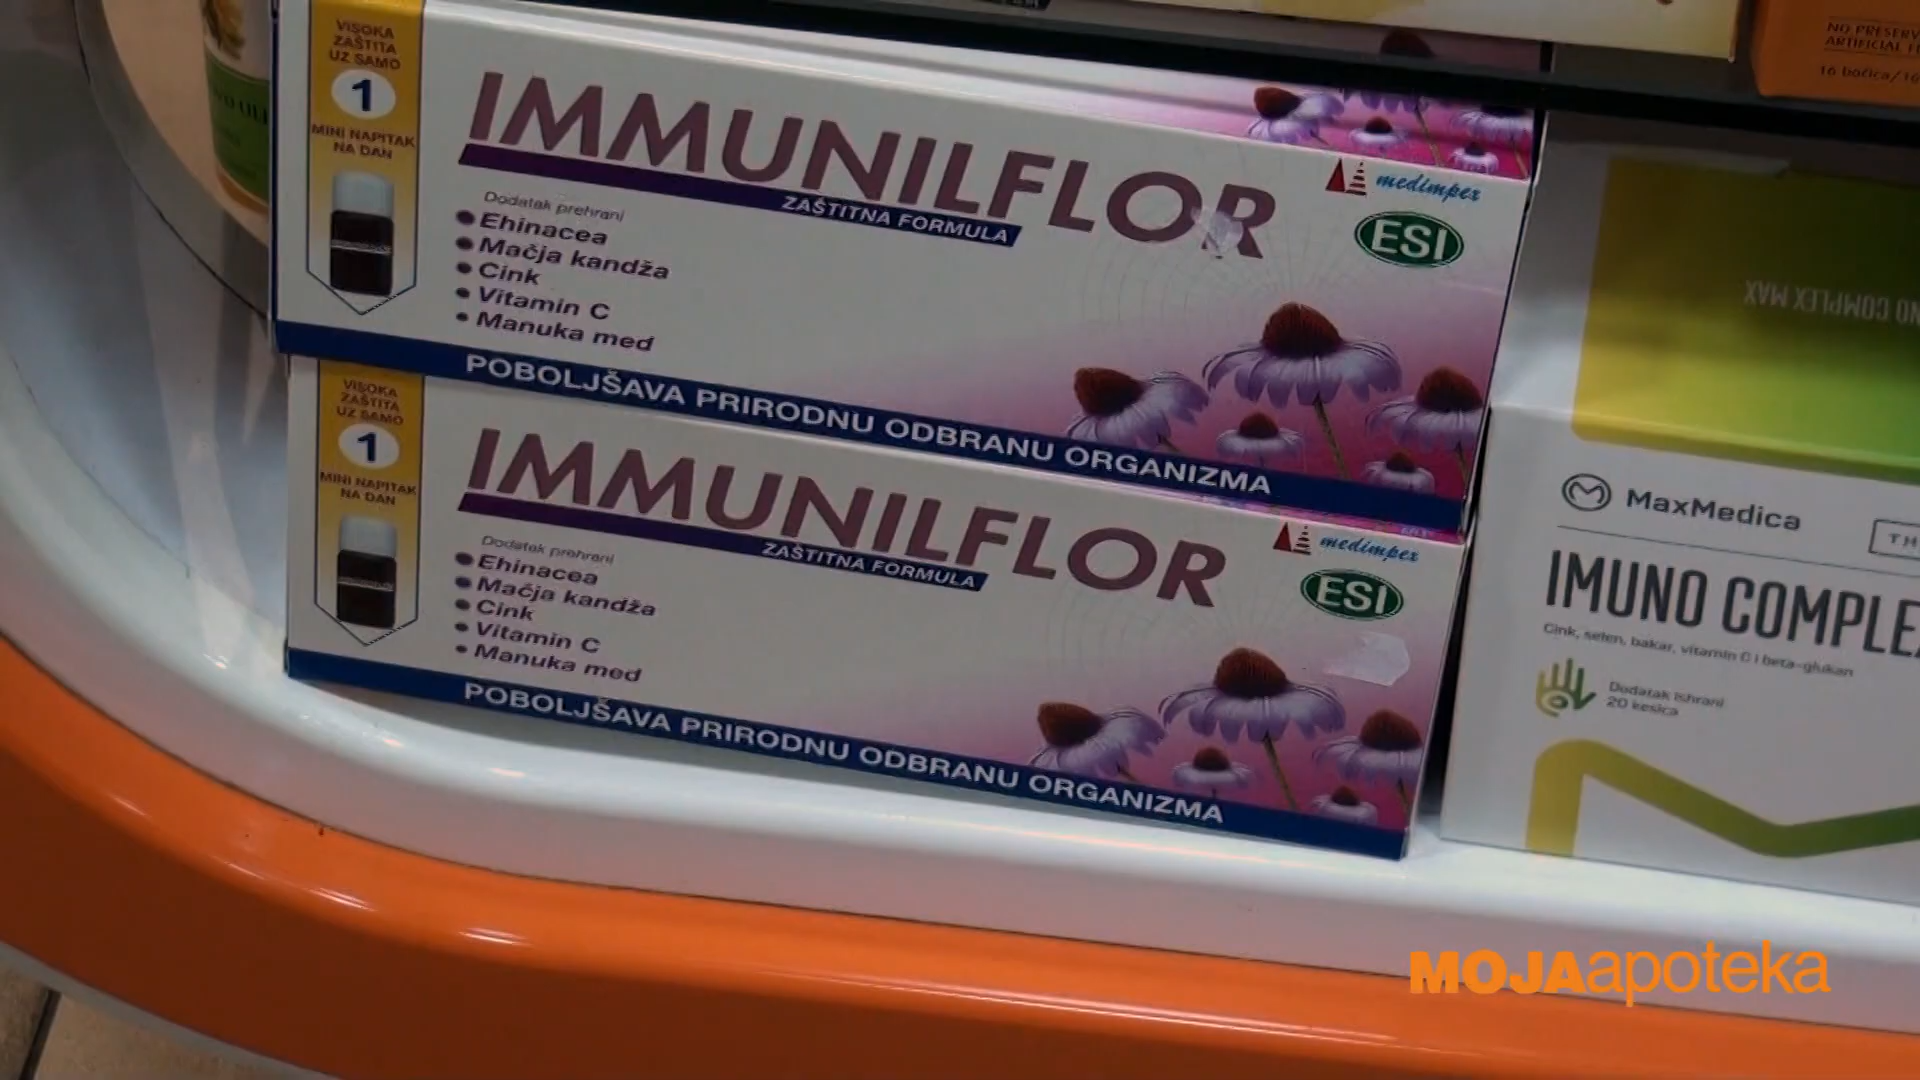 VISOKA
ZAŠTITA
UZ SAMO
1
MINI NAPITAK
NA DAN
IMMUNILFLOR
ZAŠTITNA FORMULA
medimpex
ESI
Dodatak prehrani
Ehinacea
Mačja kandža
Cink
Vitamin C
Manuka med
POBOLJŠAVA PRIRODNU ODBRANU ORGANIZMA
VISOKA
ZAŠTITA
UZ SAMO
1
MINI NAPITAK
NA DAN
IMMUNILFLOR
ZAŠTITNA FORMULA
medimpex
ESI
Dodatak prehrani
Ehinacea
Mačja kandža
Cink
Vitamin C
Manuka med
POBOLJŠAVA PRIRODNU ODBRANU ORGANIZMA
NO
ARTIFICIAL
16 bočica/
COMPLEX MAX
MaxMedica
IMUNO
Cink, selen, bakar, vitamin C i beta-glukan
Dodatak ishrani
20 kesica
MOJAapoteka